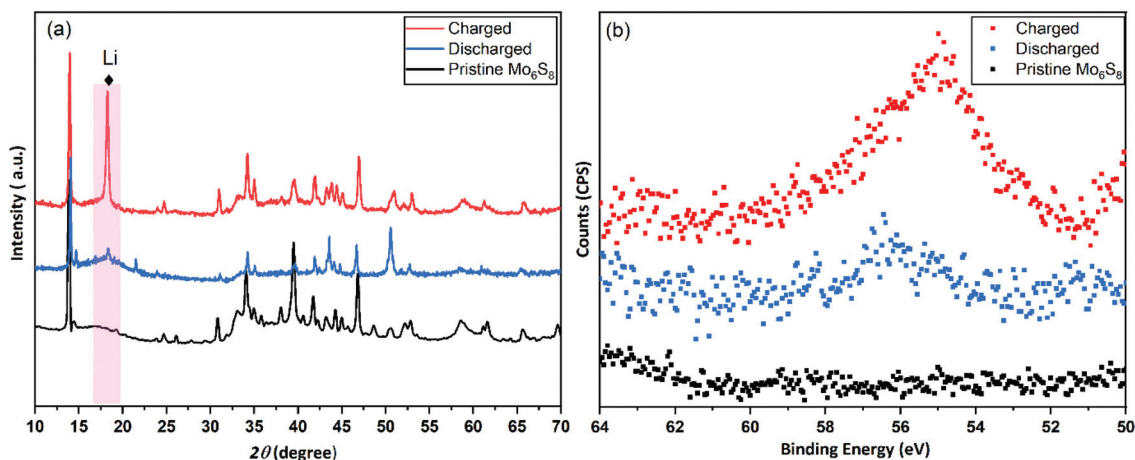 (a)
Charged
Discharged
Pristine Mo₆S₈
Li
Intensity ( a.u.)
10 15 20 25 30 35 40 45 50 55 60 65 70
2θ (degree)
(b)
Charged
Discharged
Pristine Mo₆S₈
Counts (CPS)
64 62 60 58 56 54 52 50
Binding Energy (eV)